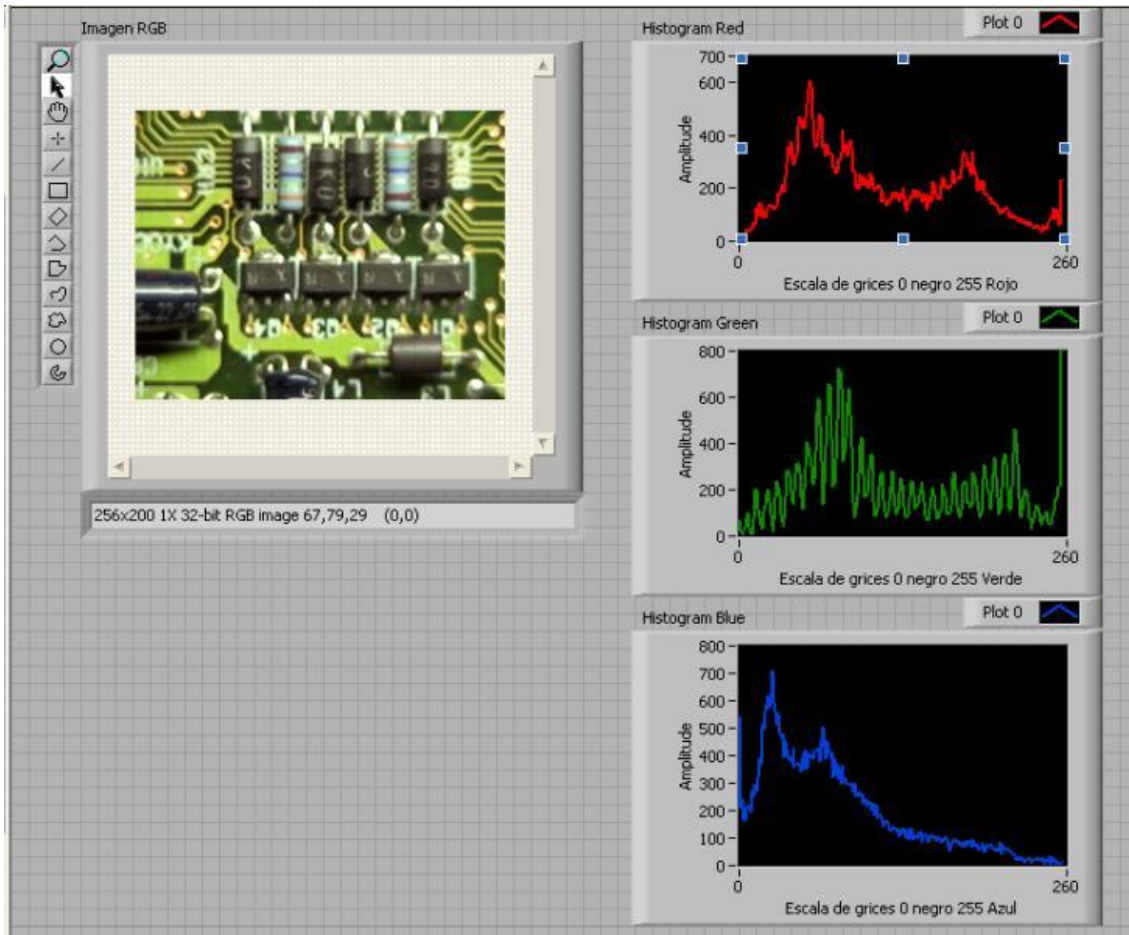 Imagen RGB
256x200 1X 32-bit RGB image 67,79,29 (0,0)
Histogram Red
Plot 0
700
600
400
200
0
Amplitude
0
260
Escala de grices 0 negro 255 Rojo
Histogram Green
Plot 0
800
600
400
200
0
Amplitude
0
260
Escala de grices 0 negro 255 Verde
Histogram Blue
Plot 0
800
700
600
500
400
300
200
100
0
Amplitude
0
260
Escala de grices 0 negro 255 Azul